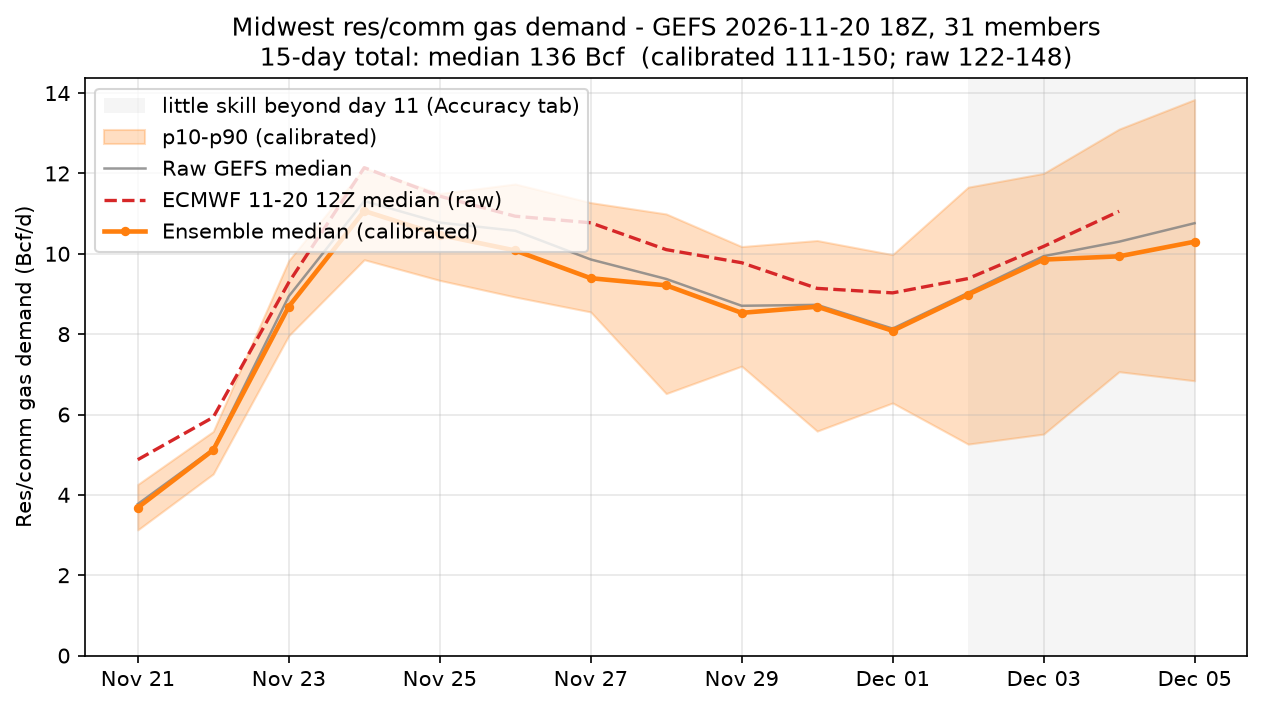 Midwest res/comm gas demand - GEFS 2026-11-20 18Z, 31 members
15-day total: median 136 Bcf  (calibrated 111-150; raw 122-148)
little skill beyond day 11 (Accuracy tab)
p10-p90 (calibrated)
Raw GEFS median
ECMWF 11-20 12Z median (raw)
Ensemble median (calibrated)
Res/comm gas demand (Bcf/d)
14
12
10
8
6
4
2
0
Nov 21
Nov 23
Nov 25
Nov 27
Nov 29
Dec 01
Dec 03
Dec 05